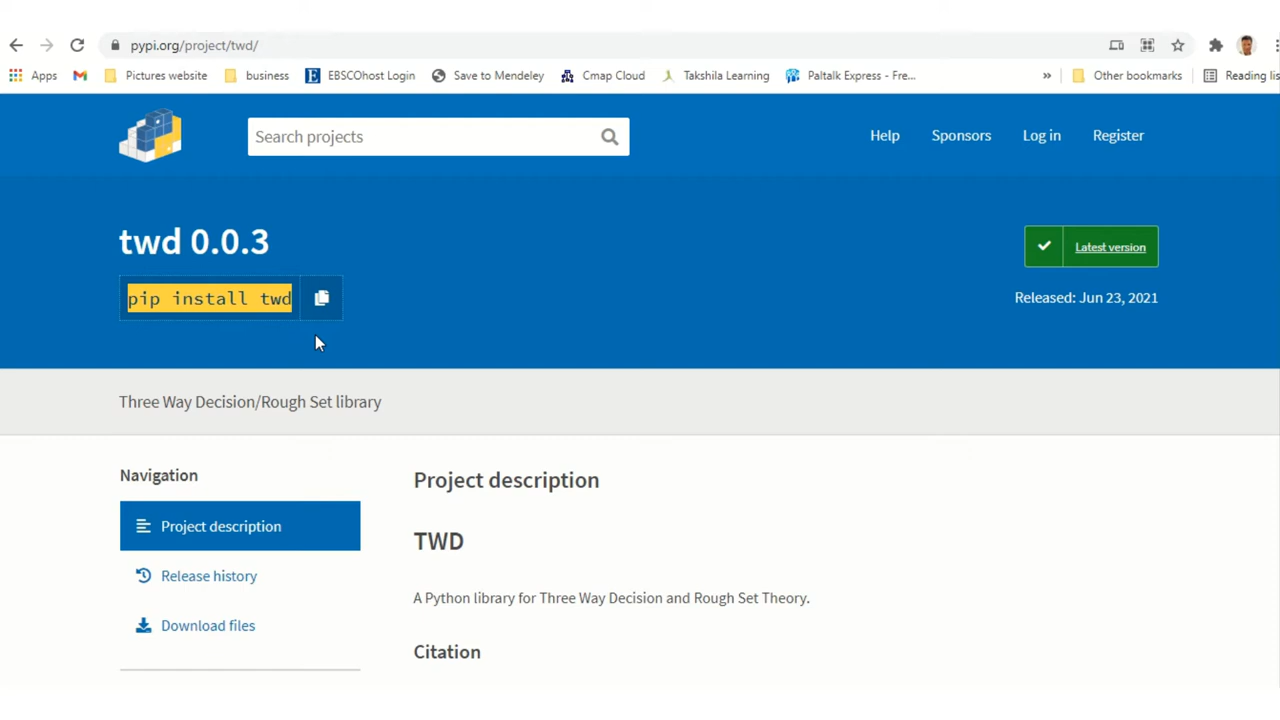 pypi.org/project/twd/
Apps
Pictures website
business
EBSCOhost Login
Save to Mendeley
Cmap Cloud
Takshila Learning
Paltalk Express - Fre...
»
Other bookmarks
Reading lis
Search projects
Help
Sponsors
Log in
Register
twd 0.0.3
Latest version
pip install twd
Released: Jun 23, 2021
Three Way Decision/Rough Set library
Navigation
Project description
Release history
Download files
Project description
TWD
A Python library for Three Way Decision and Rough Set Theory.
Citation